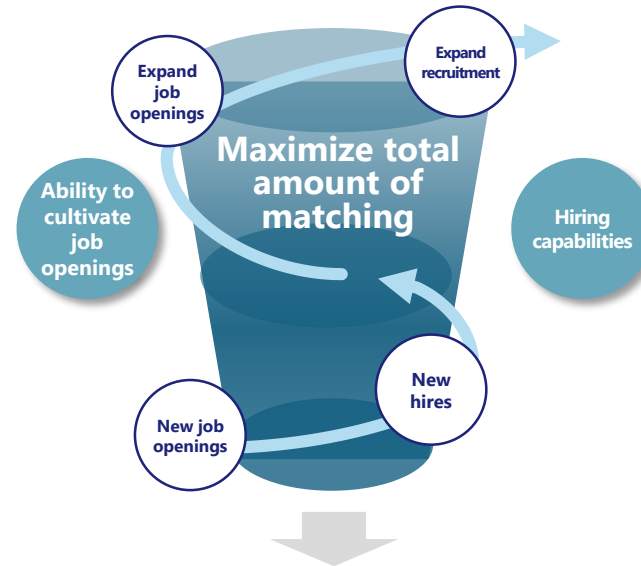 Expand
job
openings
Expand
recruitment
Maximize total
amount of
matching
Ability to
cultivate
job
openings
Hiring
capabilities
New
hires
New job
openings